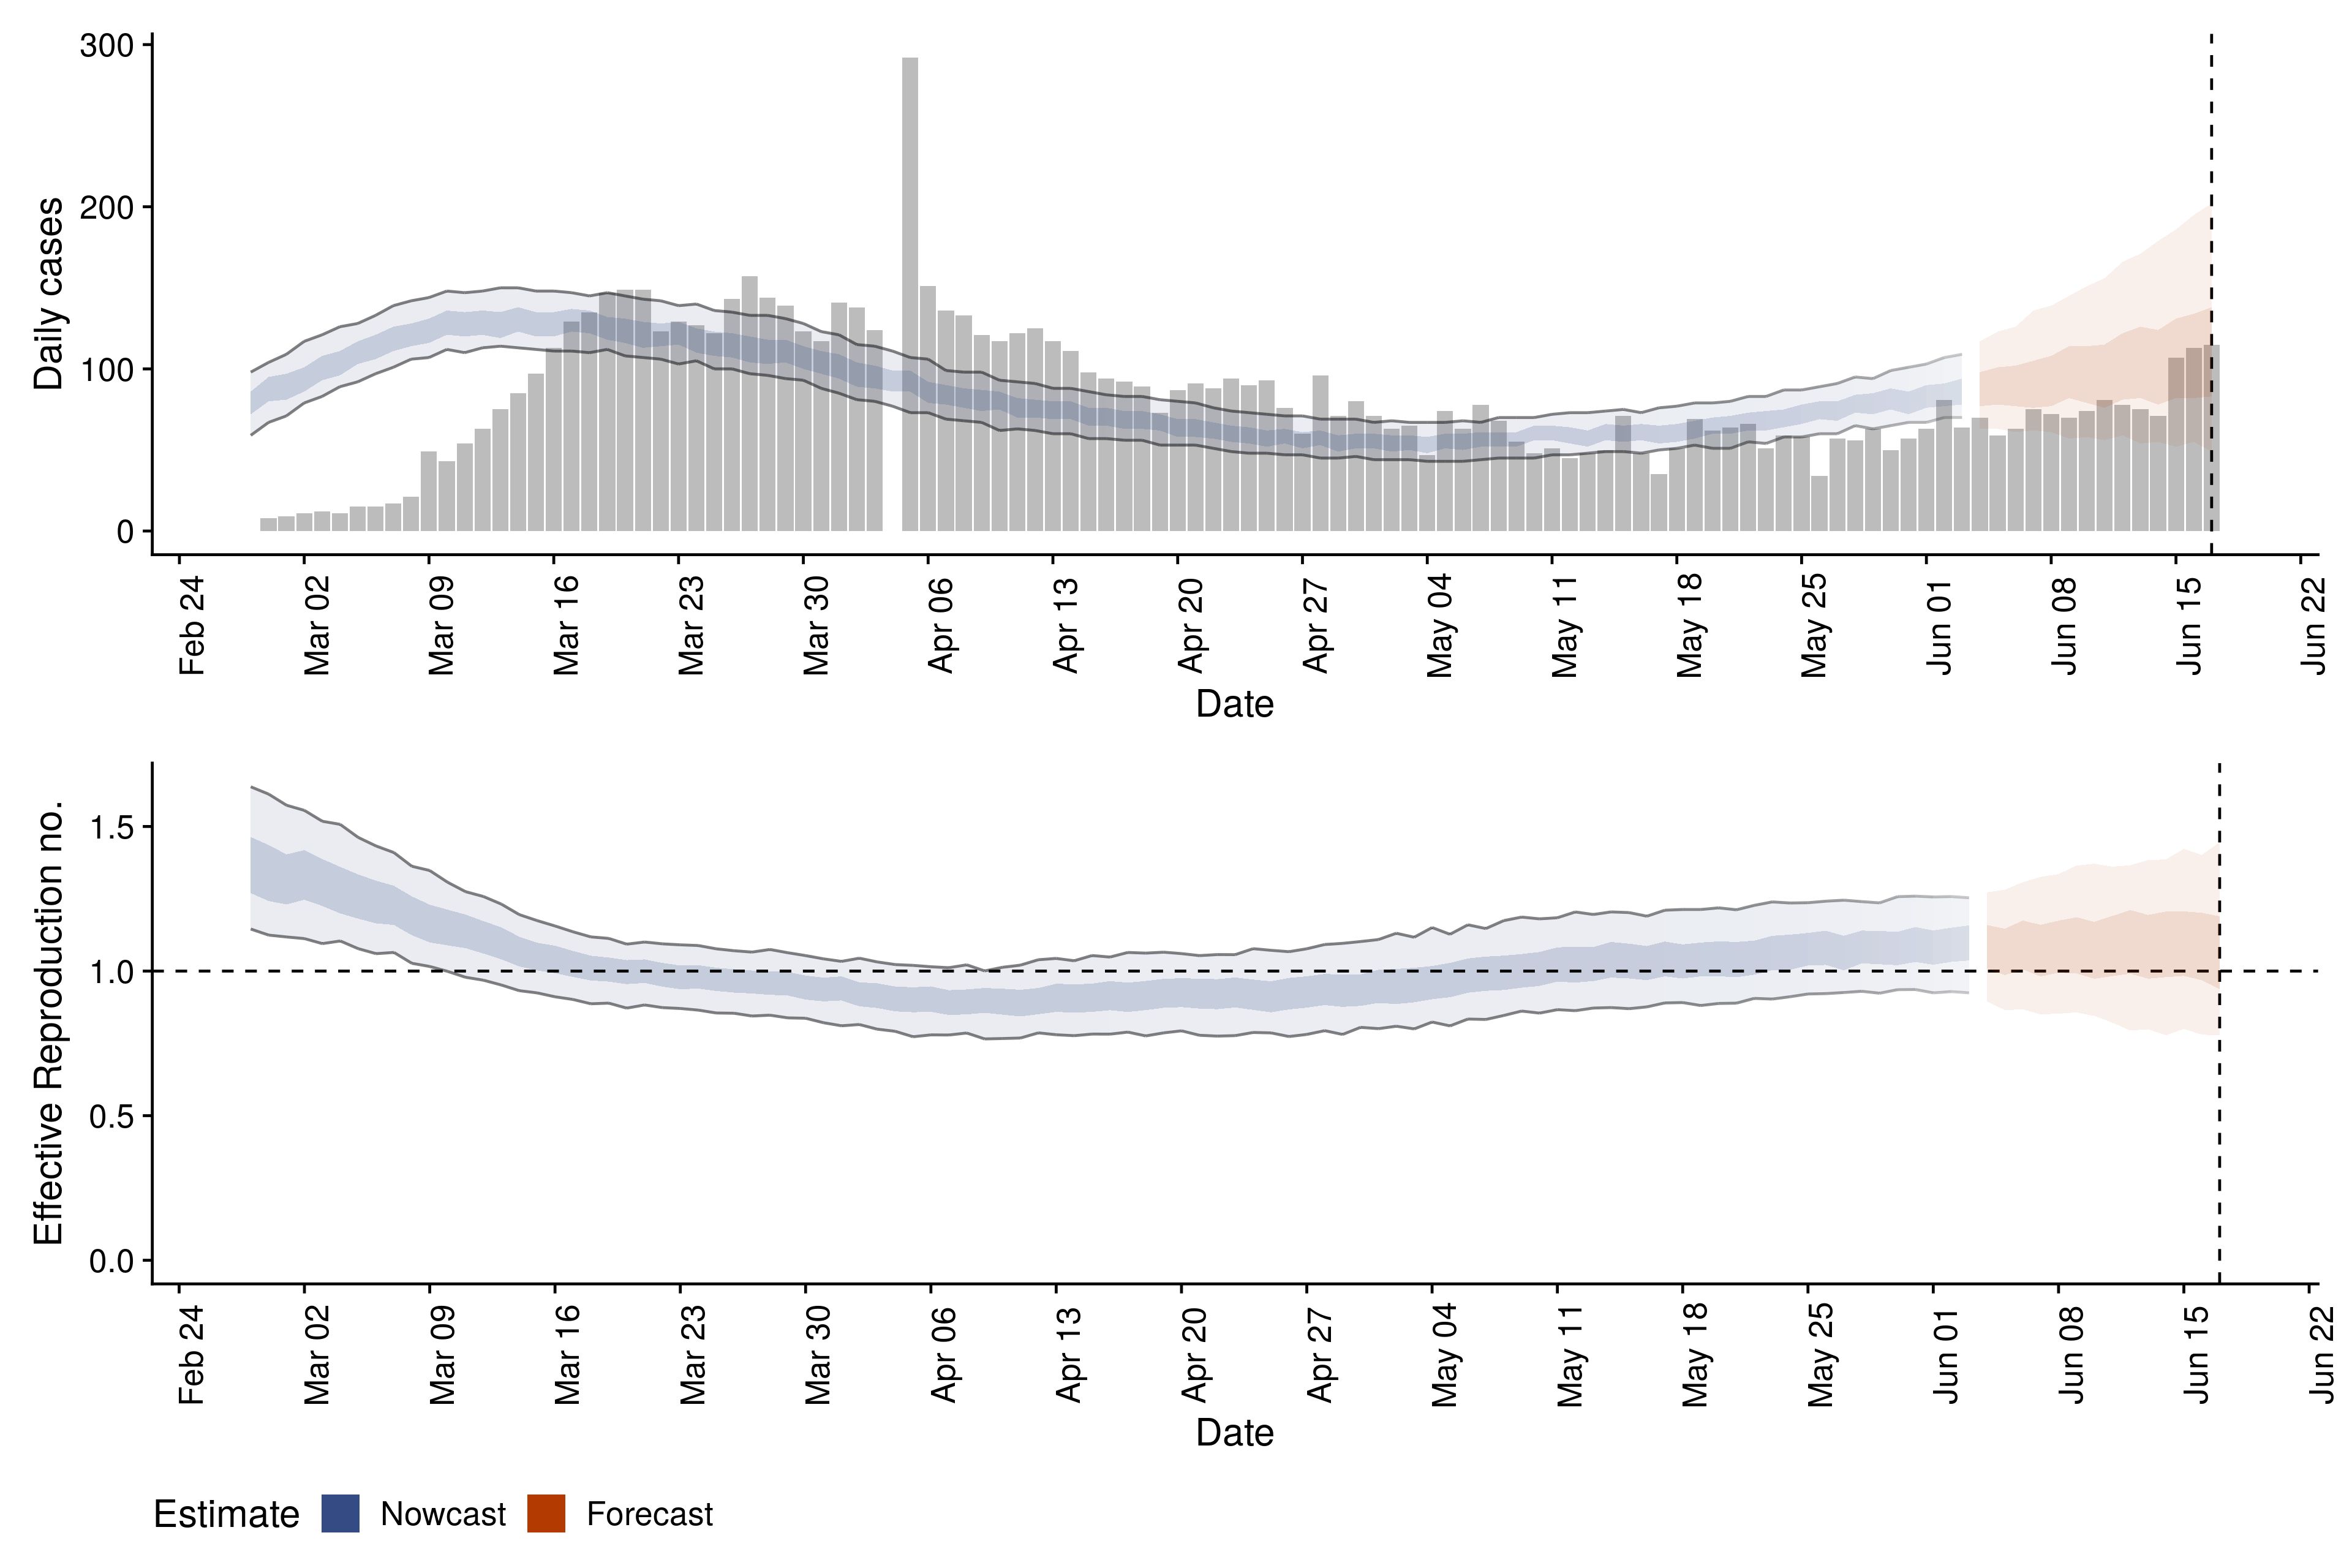 300
200
100
0
Daily cases
Feb 24
Mar 02
Mar 09
Mar 16
Mar 23
Mar 30
Apr 06
Apr 13
Apr 20
Apr 27
May 04
May 11
May 18
May 25
Jun 01
Jun 08
Jun 15
Jun 22
Date
1.5
1.0
0.5
0.0
Effective Reproduction no.
Feb 24
Mar 02
Mar 09
Mar 16
Mar 23
Mar 30
Apr 06
Apr 13
Apr 20
Apr 27
May 04
May 11
May 18
May 25
Jun 01
Jun 08
Jun 15
Jun 22
Date
Estimate Nowcast Forecast